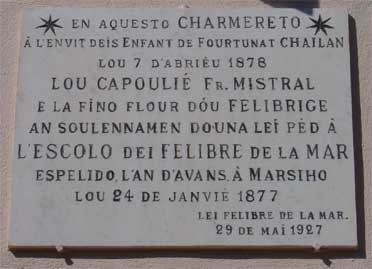 EN AQUESTO CHARMERETO
À L'ENVIT DEÏS ENFANT DE FOURTUNAT CHAILAN
LOU 7 D'ABRIÉU 1878
LOU CAPOULIÉ FR. MISTRAL
E LA FINO FLOUR DÓU FELIBRIGE
AN SOULENNAMEN DOUNA LEÏ PÈD À
L'ESCOLO DEI FELIBRE DE LA MAR
ESPELIDO, L'AN D'AVANS, À MARSIHO
LOU 24 DE JANVIÉ 1877
LEI FELIBRE DE LA MAR.
29 DE MAI 1927